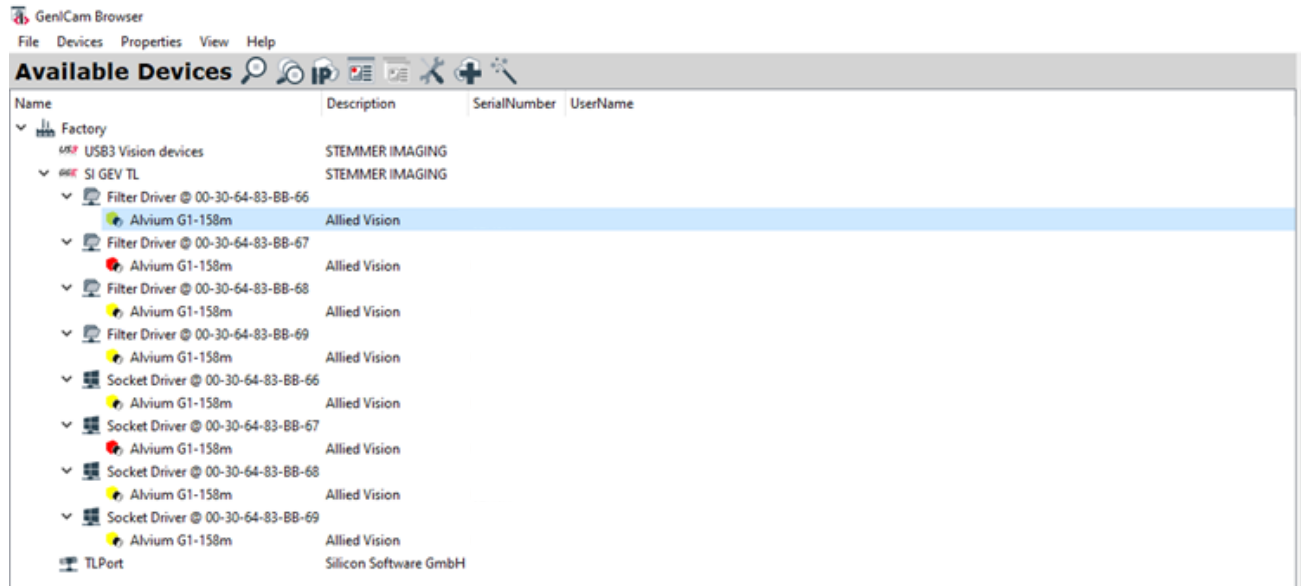 GenICam Browser
File Devices Properties View Help
Available Devices IP
Name Description SerialNumber UserName
Factory
USB3 Vision devices STEMMER IMAGING
SI GEV TL STEMMER IMAGING
Filter Driver @ 00-30-64-83-BB-66
Alvium G1-158m Allied Vision
Filter Driver @ 00-30-64-83-BB-67
Alvium G1-158m Allied Vision
Filter Driver @ 00-30-64-83-BB-68
Alvium G1-158m Allied Vision
Filter Driver @ 00-30-64-83-BB-69
Alvium G1-158m Allied Vision
Socket Driver @ 00-30-64-83-BB-66
Alvium G1-158m Allied Vision
Socket Driver @ 00-30-64-83-BB-67
Alvium G1-158m Allied Vision
Socket Driver @ 00-30-64-83-BB-68
Alvium G1-158m Allied Vision
Socket Driver @ 00-30-64-83-BB-69
Alvium G1-158m Allied Vision
TLPort Silicon Software GmbH